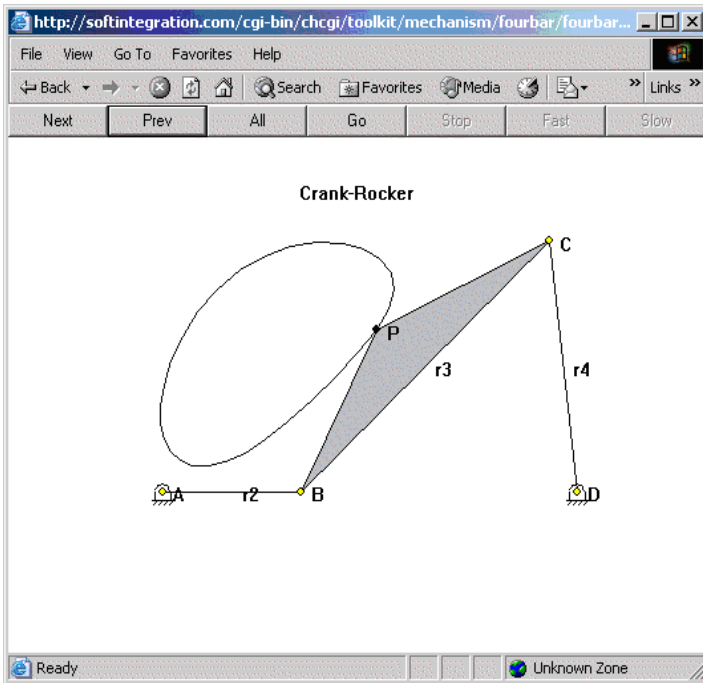 http://softintegration.com/cgi-bin/chcgi/toolkit/mechanism/fourbar/fourbar...
File View Go To Favorites Help
Back Search Favorites Media » Links »
Next Prev All Go Stop Fast Slow
Crank-Rocker
C
P
r3 r4
A r2 B D
Ready Unknown Zone